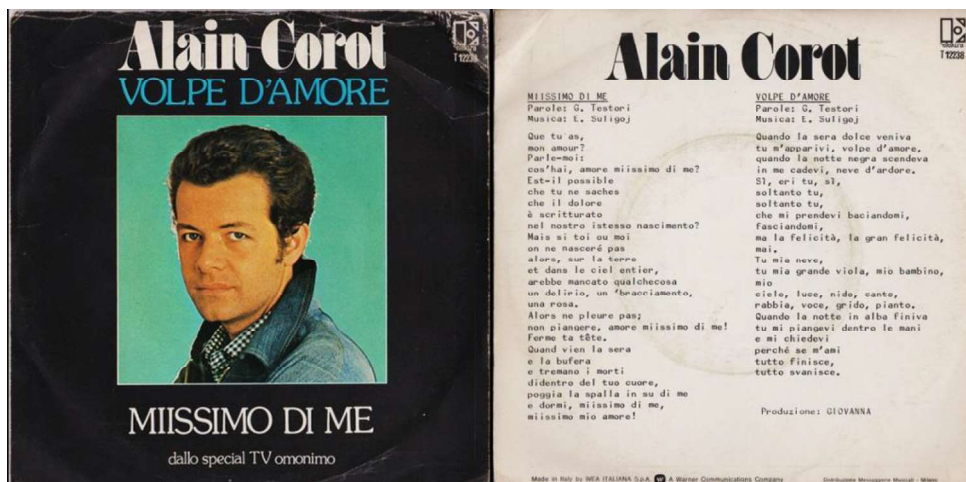 Alain Corot
VOLPE D'AMORE
elektra
MIISSIMO DI ME
dallo special TV omonimo
elektra
T 12238
Alain Corot
MIISSIMO DI ME
Parole: G. Testori
Musica: E. Suligoj
Que tu as,
mon amour?
Parle-moi:
cos'hai, amore miissimo di me?
Est-il possible
che tu ne saches
che il dolore
è scritturato
nel nostro istesso nascimento?
Mais si toi ou moi
on ne nasceré pas
alors, sur la terre
et dans le ciel entier,
arebbe mancato qualchecosa
un delirio, un 'bracciamento,
una rosa.
Alors ne pleure pas;
non piangere, amore miissimo di me!
Ferme ta tête.
Quand vien la sera
e la bufera
e tremano i morti
didentro del tuo cuore,
poggia la spalla in su di me
e dormi, miissimo di me,
miissimo mio amore!
VOLPE D'AMORE
Parole: G. Testori
Musica: E. Suligoj
Quando la sera dolce veniva
tu m'apparivi, volpe d'amore,
quando la notte negra scendeva
in me cadevi, neve d'ardore.
Sì, eri tu, sì,
soltanto tu,
soltanto tu,
che mi prendevi baciandomi,
fasciandomi,
ma la felicità, la gran felicità,
mai.
Tu mia neve,
tu mia grande viola, mio bambino,
mio
cielo, luce, nido, canto,
rabbia, voce, grido, pianto.
Quando la notte in alba finiva
tu mi piangevi dentro le mani
e mi chiedevi
perché se m'ami
tutto finisce,
tutto svanisce.
Produzione: GIOVANNA
Made in Italy by WEA ITALIANA S.p.A. A Warner Communications Company
Distribuzione Messaggerie Musicali - Milano